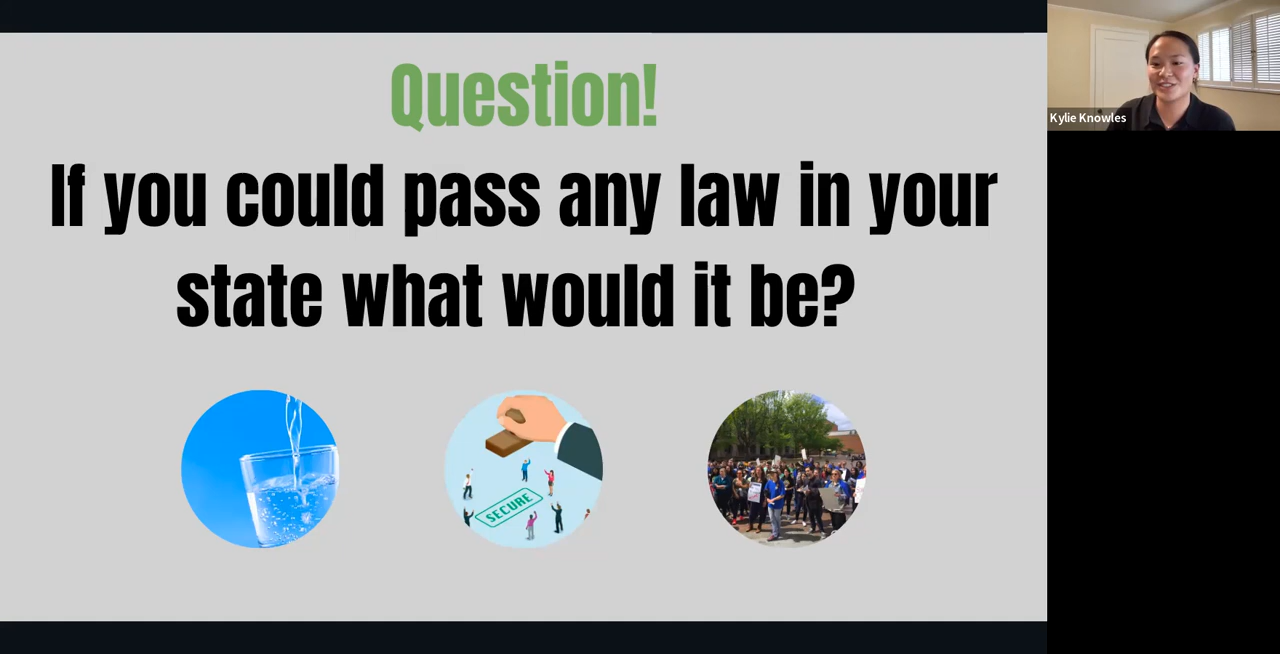 Question!
If you could pass any law in your
state what would it be?
SECURE
Kylie Knowles